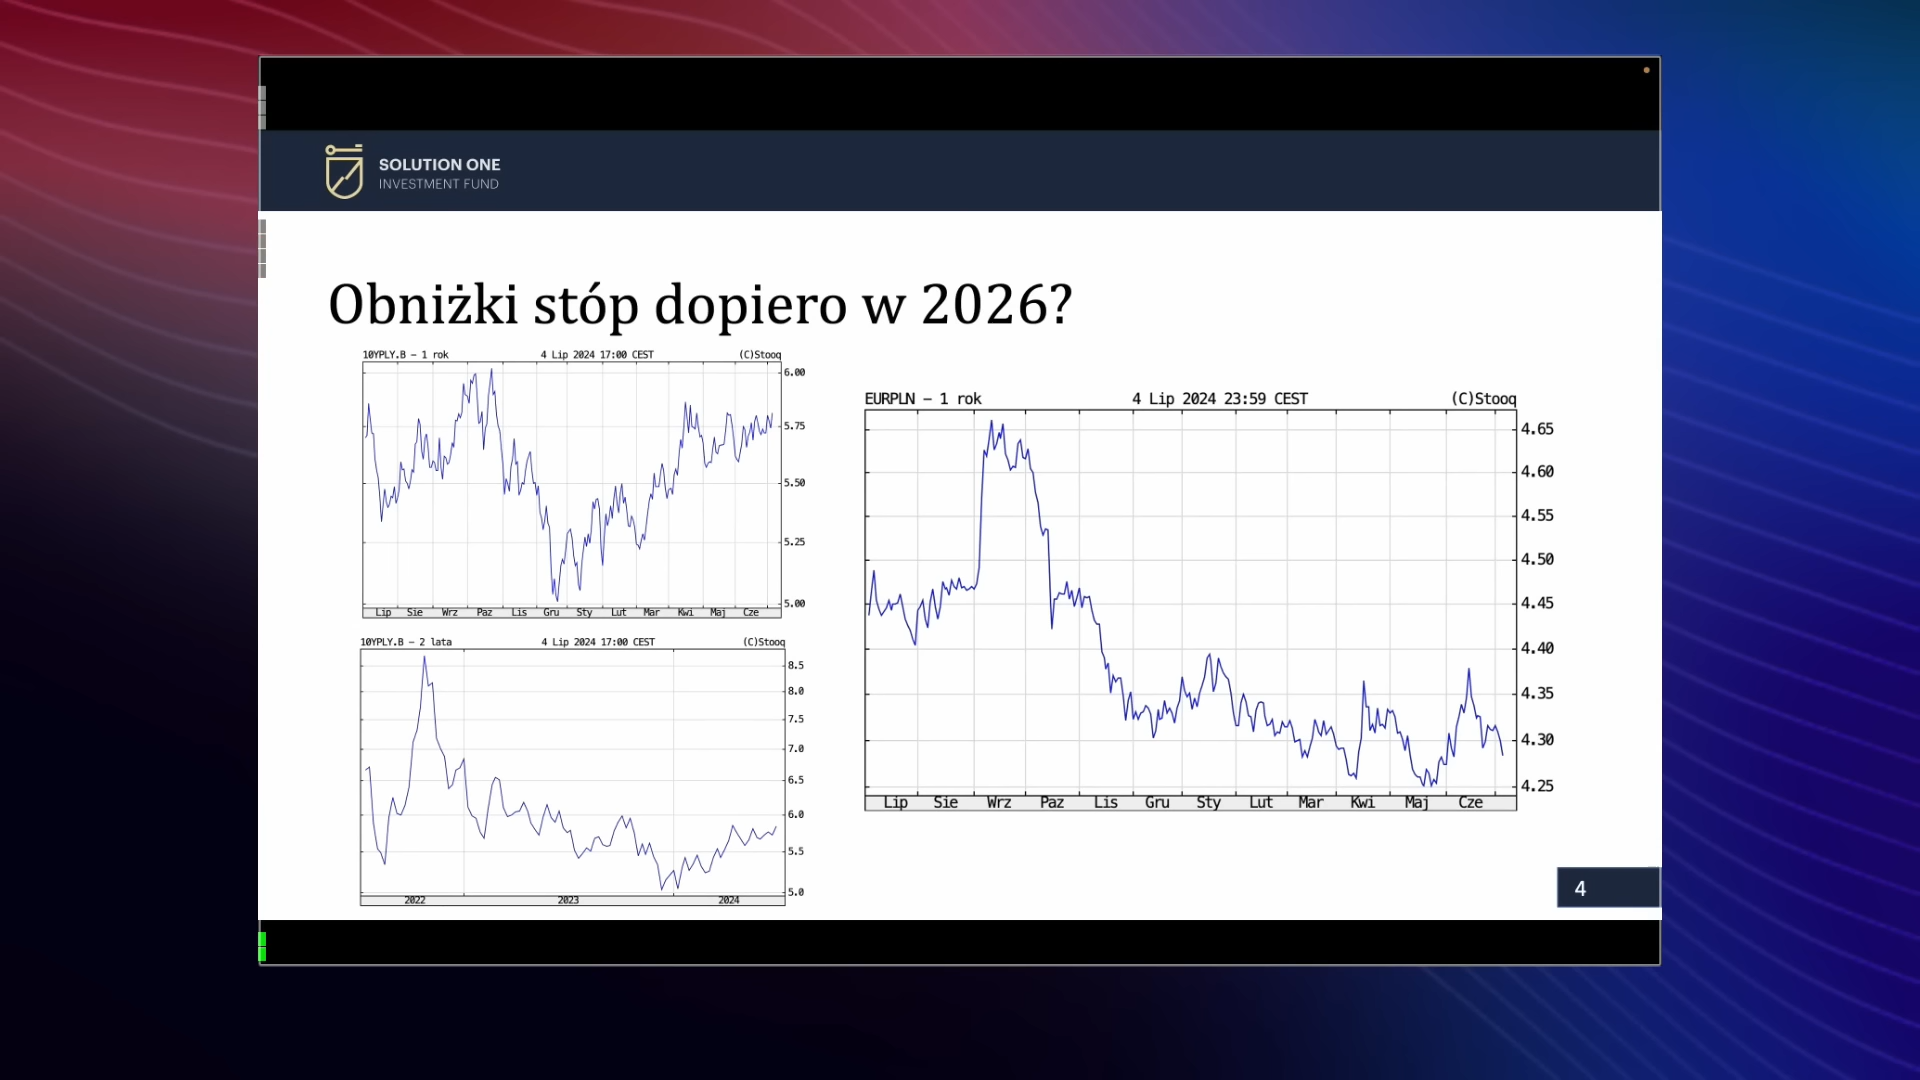 SOLUTION ONE
INVESTMENT FUND
Obniżki stóp dopiero w 2026?
10YPLY.B – 1 rok 4 Lip 2024 17:00 CEST (C)Stooq
6.00
5.75
5.50
5.25
5.00
Lip Sie Wrz Paz Lis Gru Sty Lut Mar Kwi Maj Cze
10YPLY.B – 2 lata 4 Lip 2024 17:00 CEST (C)Stooq
8.5
8.0
7.5
7.0
6.5
6.0
5.5
5.0
2022 2023 2024
EURPLN – 1 rok 4 Lip 2024 23:59 CEST (C)Stooq
4.65
4.60
4.55
4.50
4.45
4.40
4.35
4.30
4.25
Lip Sie Wrz Paz Lis Gru Sty Lut Mar Kwi Maj Cze
4